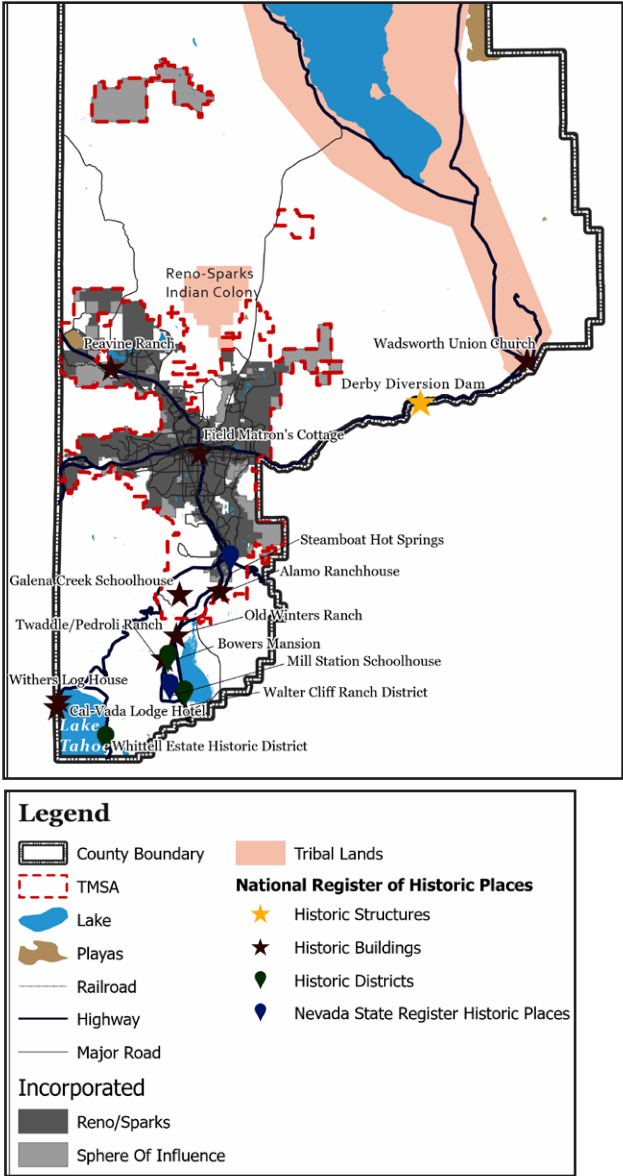 Reno-Sparks
Indian Colony
Peavine Ranch
Wadsworth Union Church
Derby Diversion Dam
Field Matron's Cottage
Steamboat Hot Springs
Galena Creek Schoolhouse
Alamo Ranchhouse
Old Winters Ranch
Twaddle/Pedroli Ranch
Bowers Mansion
Mill Station Schoolhouse
Withers Log House
Walter Cliff Ranch District
Cal-Vada Lodge Hotel
Lake
Tahoe
Whittell Estate Historic District
Legend
County Boundary
TMSA
Lake
Playas
Railroad
Highway
Major Road
Incorporated
Reno/Sparks
Sphere Of Influence
Tribal Lands
National Register of Historic Places
Historic Structures
Historic Buildings
Historic Districts
Nevada State Register Historic Places